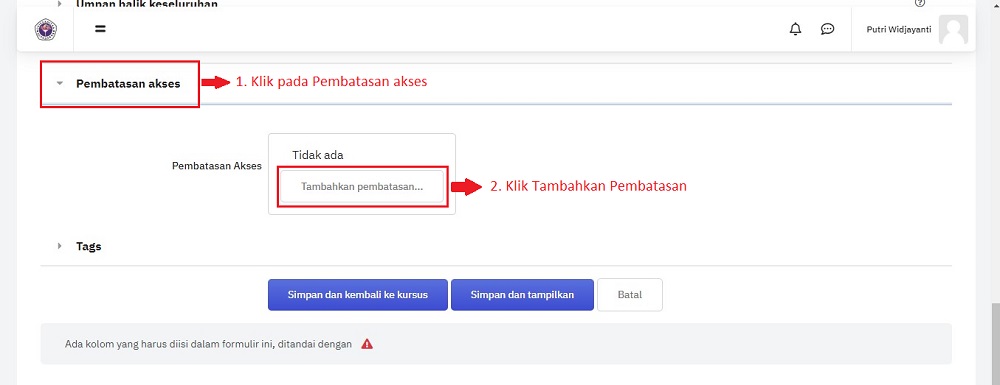 Umpan balik keseluruhan
Putri Widjayanti
Pembatasan akses
1. Klik pada Pembatasan akses
Tidak ada
Pembatasan Akses
Tambahkan pembatasan...
2. Klik Tambahkan Pembatasan
Tags
Simpan dan kembali ke kursus
Simpan dan tampilkan
Batal
Ada kolom yang harus diisi dalam formulir ini, ditandai dengan